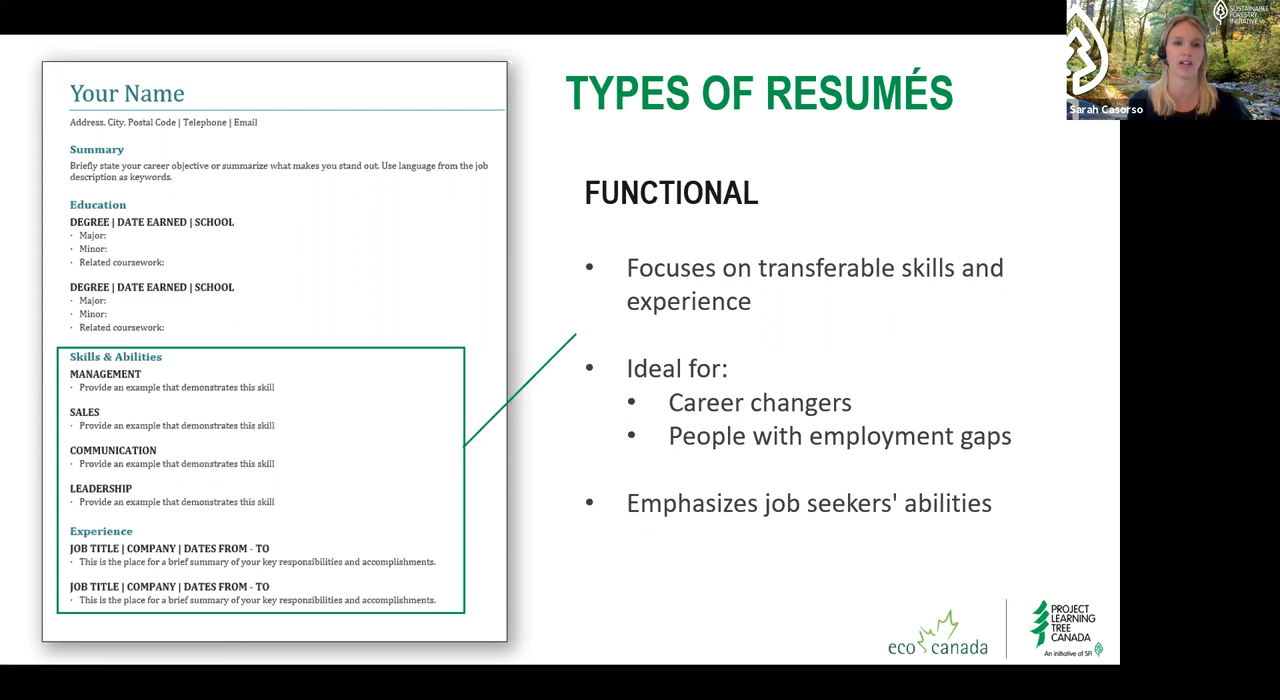 Your Name
Address, City, Postal Code | Telephone | Email
Summary
Briefly state your career objective or summarize what makes you stand out. Use language from the job
description as keywords.
Education
DEGREE | DATE EARNED | SCHOOL
· Major:
· Minor:
· Related coursework:
DEGREE | DATE EARNED | SCHOOL
· Major:
· Minor:
· Related coursework:
Skills & Abilities
MANAGEMENT
· Provide an example that demonstrates this skill
SALES
· Provide an example that demonstrates this skill
COMMUNICATION
· Provide an example that demonstrates this skill
LEADERSHIP
· Provide an example that demonstrates this skill
Experience
JOB TITLE | COMPANY | DATES FROM - TO
· This is the place for a brief summary of your key responsibilities and accomplishments.
JOB TITLE | COMPANY | DATES FROM - TO
· This is the place for a brief summary of your key responsibilities and accomplishments.
TYPES OF RESUMÉS
FUNCTIONAL
• Focuses on transferable skills and
experience
• Ideal for:
• Career changers
• People with employment gaps
• Emphasizes job seekers' abilities
eco canada
PROJECT
LEARNING
TREE
CANADA
An initiative of SFI
SUSTAINABLE
FORESTRY
INITIATIVE
Sarah Casorso